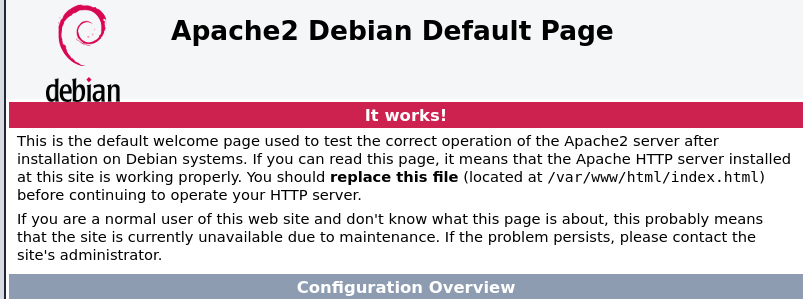 Apache2 Debian Default Page
debian
It works!
This is the default welcome page used to test the correct operation of the Apache2 server after
installation on Debian systems. If you can read this page, it means that the Apache HTTP server installed
at this site is working properly. You should replace this file (located at /var/www/html/index.html)
before continuing to operate your HTTP server.
If you are a normal user of this web site and don't know what this page is about, this probably means
that the site is currently unavailable due to maintenance. If the problem persists, please contact the
site's administrator.
Configuration Overview